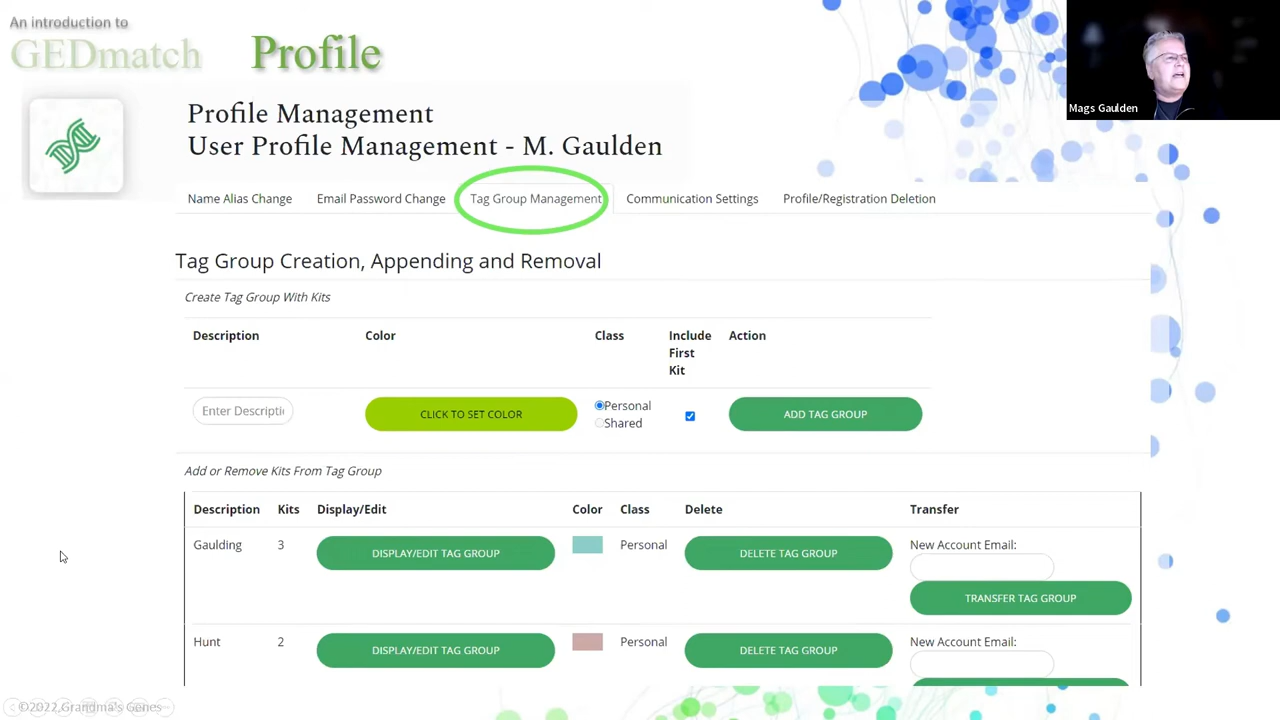 An introduction to
GEDmatch Profile
Mags Gaulden
Profile Management
User Profile Management - M. Gaulden
Name Alias Change Email Password Change Tag Group Management Communication Settings Profile/Registration Deletion
Tag Group Creation, Appending and Removal
Create Tag Group With Kits
Description Color Class Include First Kit Action
Enter Descripti CLICK TO SET COLOR Personal Shared ADD TAG GROUP
Add or Remove Kits From Tag Group
Description Kits Display/Edit Color Class Delete Transfer
Gaulding 3 DISPLAY/EDIT TAG GROUP Personal DELETE TAG GROUP New Account Email:
TRANSFER TAG GROUP
Hunt 2 DISPLAY/EDIT TAG GROUP Personal DELETE TAG GROUP New Account Email:
©2022 Grandma's Genes